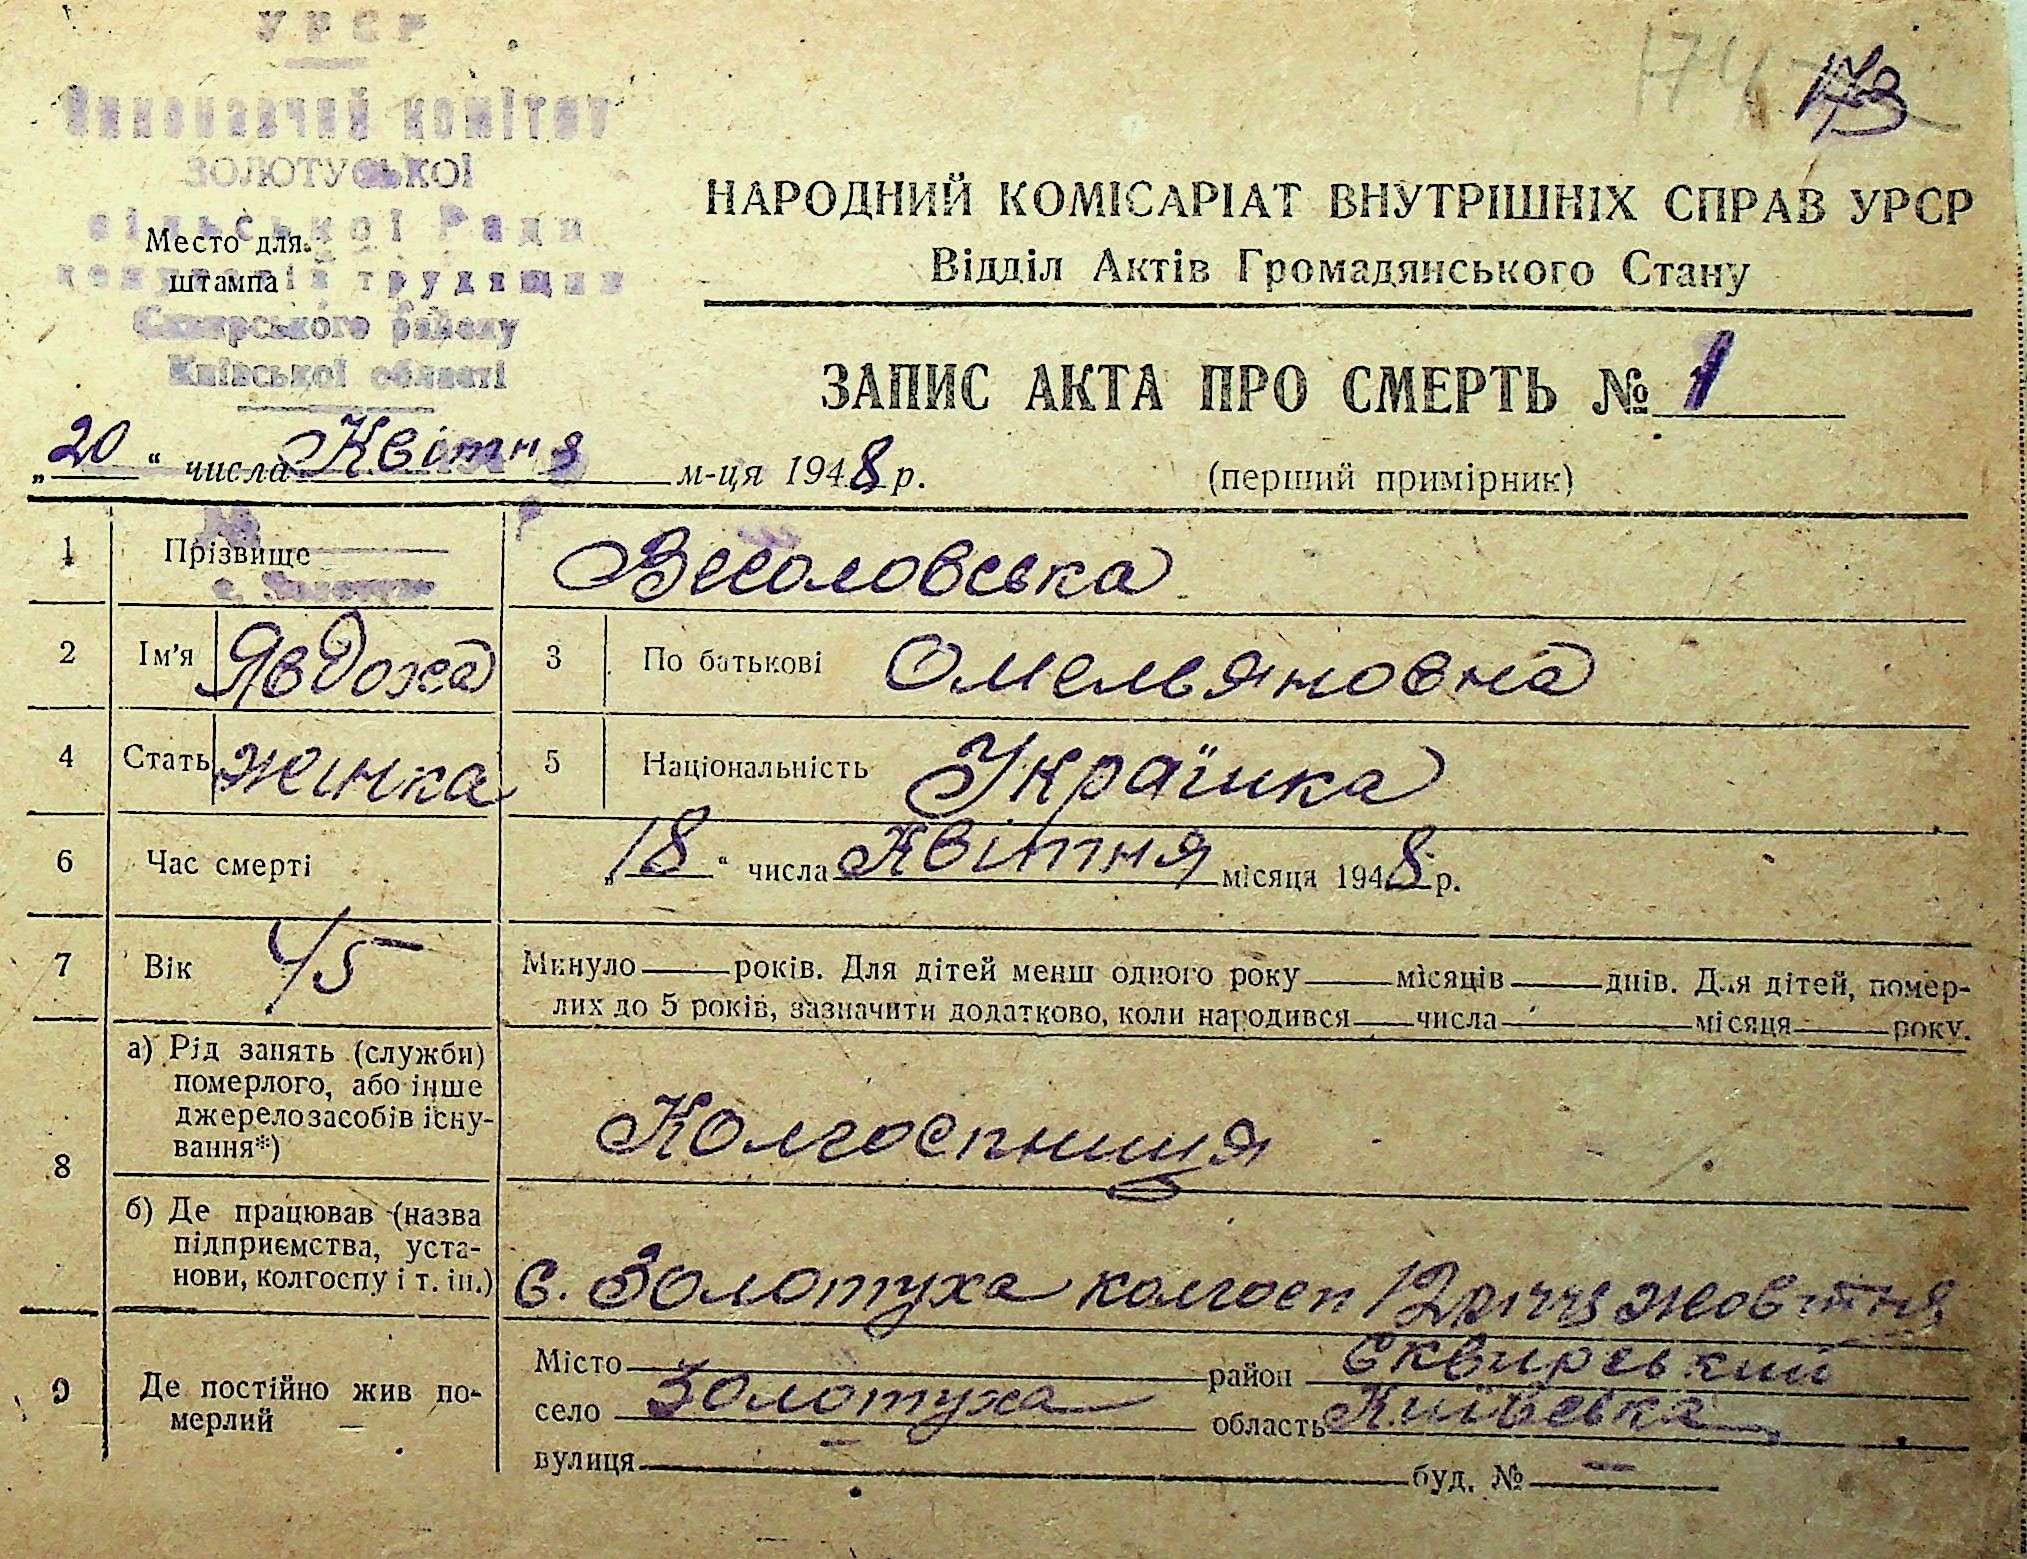 УРСР
174 173
Виконавчий комітет
ЗОЛОТУСЬКОЇ
сільської Ради
трудящих
Сквирського району
Київської області
Место для
штампа
НАРОДНИЙ КОМІСАРІАТ ВНУТРІШНІХ СПРАВ УРСР
Відділ Актів Громадянського Стану
ЗАПИС АКТА ПРО СМЕРТЬ № 1
„20“ числа Квітня м-ця 1948 р.
(перший примірник)
№ р
1 Прізвище Весоловська
с. Золотуха
2 Ім'я Явдоха 3 По батькові Омельяновна
4 Стать жінка 5 Національність Українка
6 Час смерті „18“ числа Квітня місяця 1948 р.
7 Вік 45 Минуло — років. Для дітей менш одного року — місяців — днів. Для дітей, помер-
лих до 5 років, зазначити додатково, коли народився — числа — місяця — року.
8 а) Рід занять (служби)
померлого, або інше
джерело засобів існу-
вання*)
Колгоспниця
б) Де працював (назва
підприємства, уста-
нови, колгоспу і т. ін.)
с. Золотуха колгосп 12 річчя жовтня
9 Де постійно жив по-
мерлий
Місто район Сквирський
село Золотуха область Київська
вулиця — буд. № —